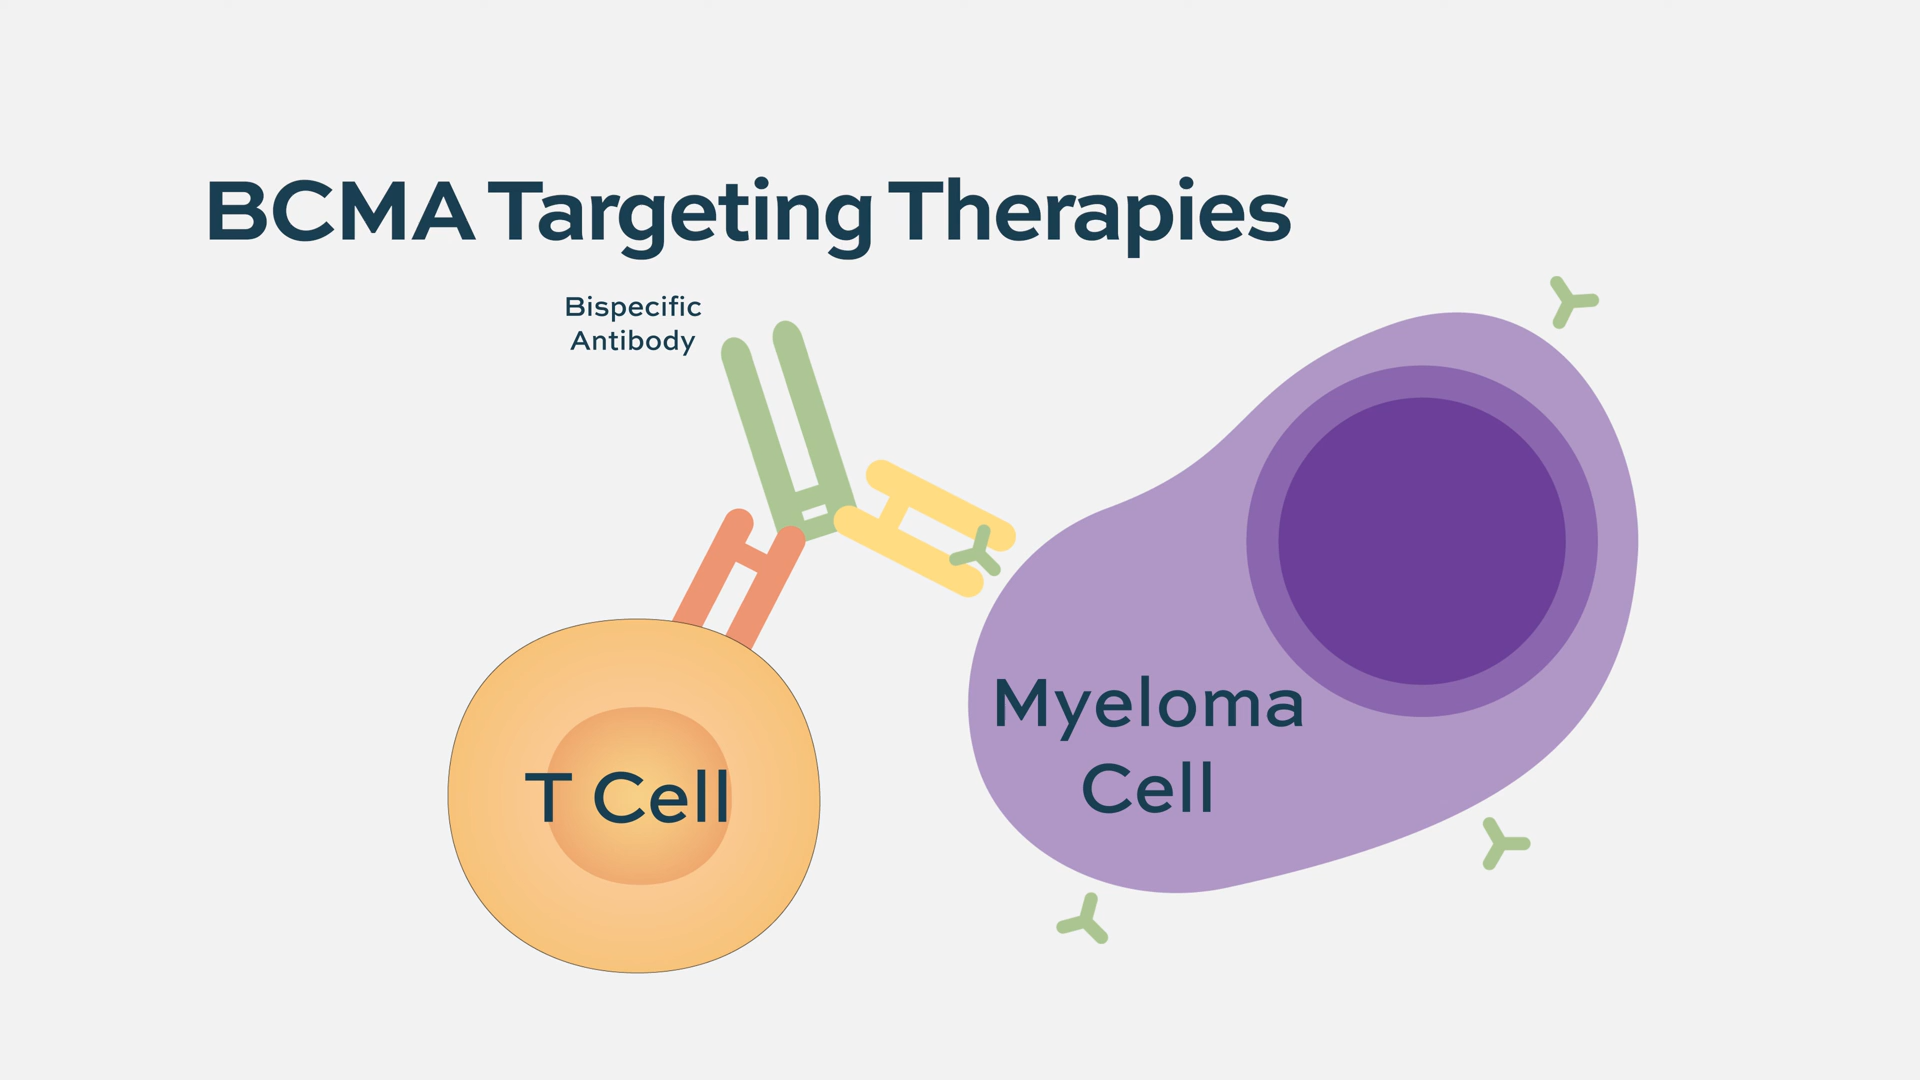 BCMA Targeting Therapies
Bispecific
Antibody
T Cell
Myeloma
Cell